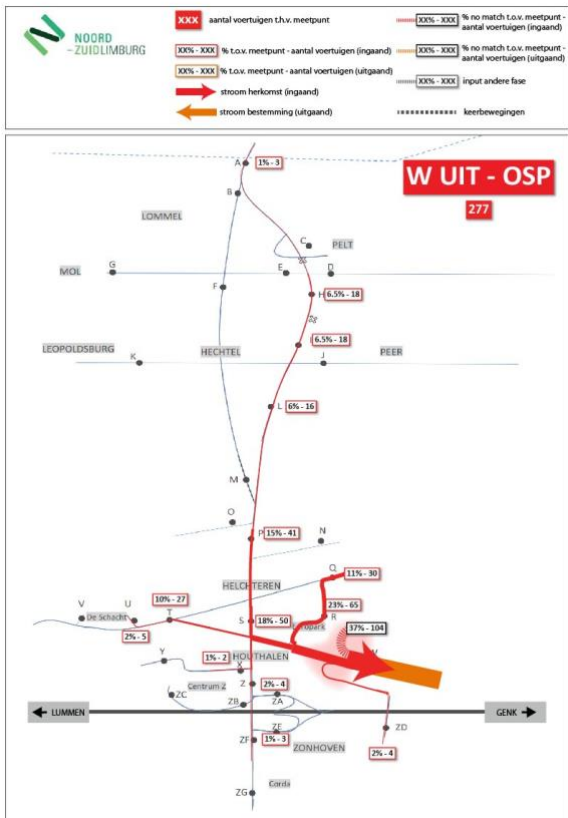 NOORD
-ZUIDLIMBURG
XXX aantal voertuigen t.h.v. meetpunt
XX% - XXX % t.o.v. meetpunt - aantal voertuigen (ingaand)
XX% - XXX % t.o.v. meetpunt - aantal voertuigen (uitgaand)
stroom herkomst (ingaand)
stroom bestemming (uitgaand)
XX% - XXX % no match t.o.v. meetpunt -
aantal voertuigen (ingaand)
XX% - XXX % no match t.o.v. meetpunt -
aantal voertuigen (uitgaand)
XX% - XXX input andere fase
keerbewegingen
W UIT - OSP
277
A 1% - 3
B
LOMMEL
C
PELT
MOL G E D
F
H 6.5% - 18
6.5% - 18
LEOPOLDSBURG HECHTEL PEER
K J
L 6% - 16
M
O
P 15% - 41
N
Q 11% - 30
HELCHTEREN
10% - 27
23% - 65
V U T
De Schacht
S 18% - 50
R
37% - 104
2% - 5
HOUTHALEN
Y
1% - 2
X
Z 2% - 4
Centrum Z
ZC ZB ZA
LUMMEN GENK
ZE
ZD
ZF 1% - 3
ZONHOVEN
2% - 4
ZG
Corda